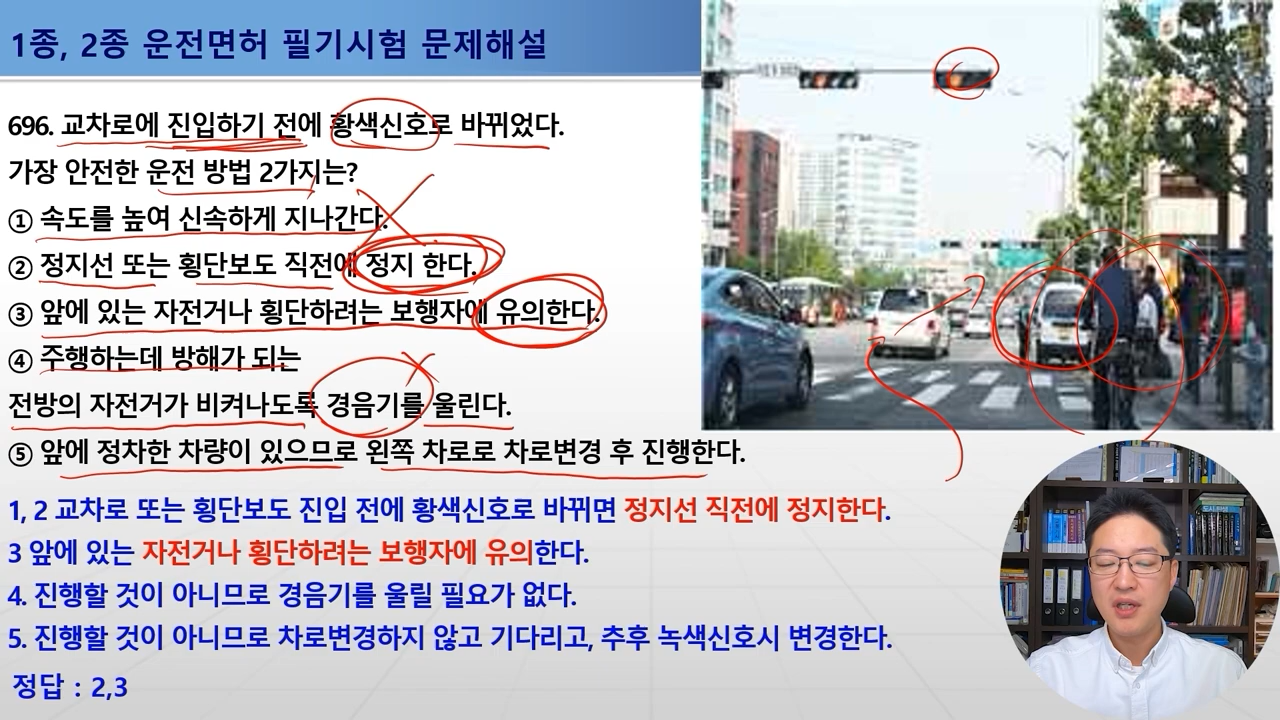 1종, 2종 운전면허 필기시험 문제해설
696. 교차로에 진입하기 전에 황색신호로 바뀌었다.
가장 안전한 운전 방법 2가지는?
① 속도를 높여 신속하게 지나간다.
② 정지선 또는 횡단보도 직전에 정지 한다.
③ 앞에 있는 자전거나 횡단하려는 보행자에 유의한다.
④ 주행하는데 방해가 되는
전방의 자전거가 비켜나도록 경음기를 울린다.
⑤ 앞에 정차한 차량이 있으므로 왼쪽 차로로 차로변경 후 진행한다.
1, 2 교차로 또는 횡단보도 진입 전에 황색신호로 바뀌면 정지선 직전에 정지한다.
3 앞에 있는 자전거나 횡단하려는 보행자에 유의한다.
4. 진행할 것이 아니므로 경음기를 울릴 필요가 없다.
5. 진행할 것이 아니므로 차로변경하지 않고 기다리고, 추후 녹색신호시 변경한다.
정답 : 2,3